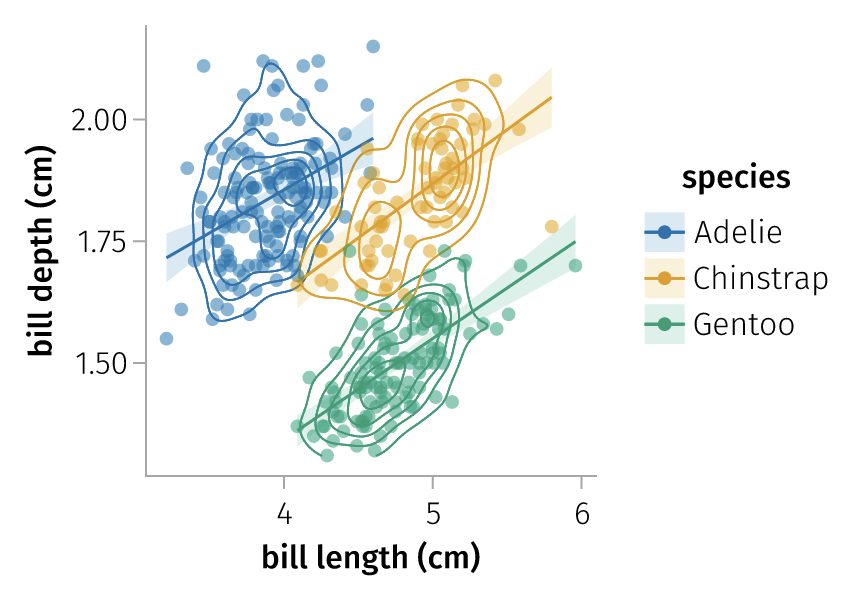 bill depth (cm)
2.00
1.75
1.50
4
5
6
bill length (cm)
species
Adelie
Chinstrap
Gentoo